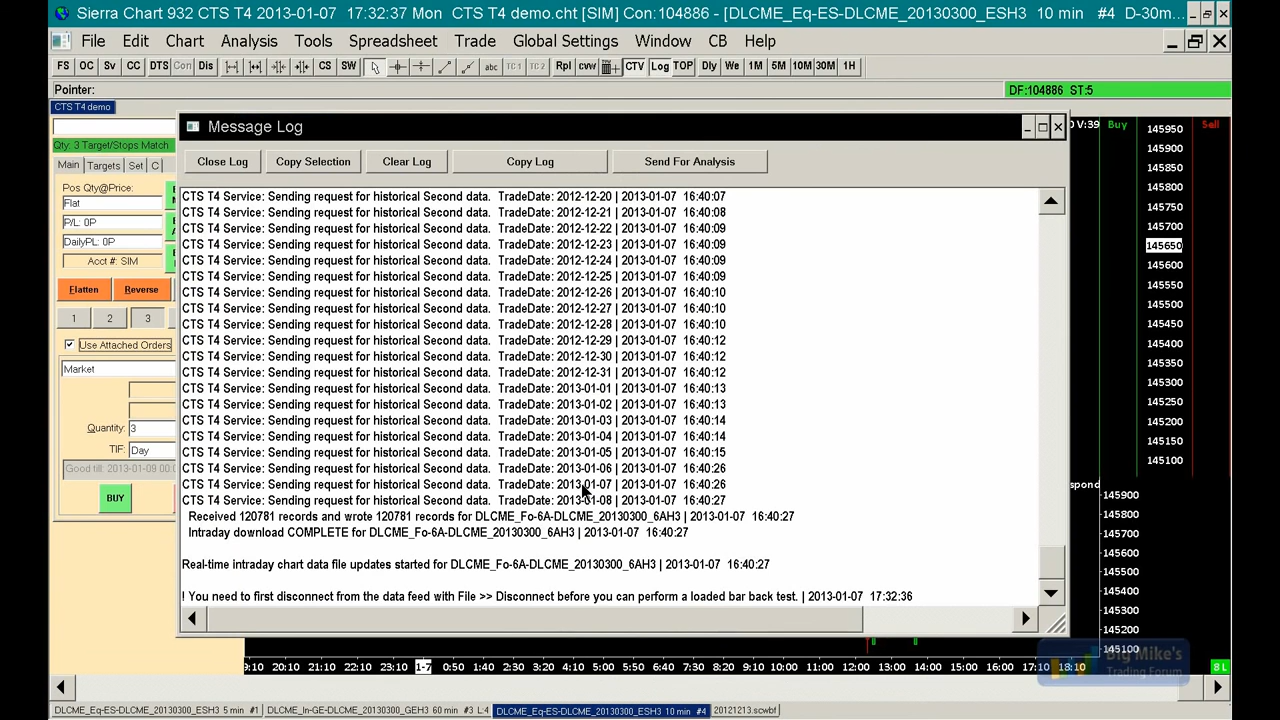 Sierra Chart 932 CTS T4 2013-01-07 17:32:37 Mon CTS T4 demo.cht [SIM] Con:104886 - [DLCME_Eq-ES-DLCME_20130300_ESH3 10 min #4 D-30m...
File Edit Chart Analysis Tools Spreadsheet Trade Global Settings Window CB Help
FS OC Sv CC DTS Con Dis CS SW abc TC 1 TC 2 Rpl cvw CTV Log TOP Dly We 1M 5M 10M 30M 1H
Pointer: DF:104886 ST:5
CTS T4 demo
Message Log
0 V:39 Buy Sell
Close Log Copy Selection Clear Log Copy Log Send For Analysis
Qty: 3 Target/Stops Match
Main Targets Set C
Pos Qty@Price:
Flat
P/L: 0P
DailyPL: 0P
Acct #: SIM
Flatten Reverse
1 2 3
Use Attached Orders
Market
Quantity: 3
TIF: Day
Good till: 2013-01-09 00:0
BUY
CTS T4 Service: Sending request for historical Second data. TradeDate: 2012-12-20 | 2013-01-07 16:40:07
CTS T4 Service: Sending request for historical Second data. TradeDate: 2012-12-21 | 2013-01-07 16:40:08
CTS T4 Service: Sending request for historical Second data. TradeDate: 2012-12-22 | 2013-01-07 16:40:09
CTS T4 Service: Sending request for historical Second data. TradeDate: 2012-12-23 | 2013-01-07 16:40:09
CTS T4 Service: Sending request for historical Second data. TradeDate: 2012-12-24 | 2013-01-07 16:40:09
CTS T4 Service: Sending request for historical Second data. TradeDate: 2012-12-25 | 2013-01-07 16:40:09
CTS T4 Service: Sending request for historical Second data. TradeDate: 2012-12-26 | 2013-01-07 16:40:10
CTS T4 Service: Sending request for historical Second data. TradeDate: 2012-12-27 | 2013-01-07 16:40:10
CTS T4 Service: Sending request for historical Second data. TradeDate: 2012-12-28 | 2013-01-07 16:40:10
CTS T4 Service: Sending request for historical Second data. TradeDate: 2012-12-29 | 2013-01-07 16:40:12
CTS T4 Service: Sending request for historical Second data. TradeDate: 2012-12-30 | 2013-01-07 16:40:12
CTS T4 Service: Sending request for historical Second data. TradeDate: 2012-12-31 | 2013-01-07 16:40:12
CTS T4 Service: Sending request for historical Second data. TradeDate: 2013-01-01 | 2013-01-07 16:40:13
CTS T4 Service: Sending request for historical Second data. TradeDate: 2013-01-02 | 2013-01-07 16:40:13
CTS T4 Service: Sending request for historical Second data. TradeDate: 2013-01-03 | 2013-01-07 16:40:14
CTS T4 Service: Sending request for historical Second data. TradeDate: 2013-01-04 | 2013-01-07 16:40:14
CTS T4 Service: Sending request for historical Second data. TradeDate: 2013-01-05 | 2013-01-07 16:40:15
CTS T4 Service: Sending request for historical Second data. TradeDate: 2013-01-06 | 2013-01-07 16:40:26
CTS T4 Service: Sending request for historical Second data. TradeDate: 2013-01-07 | 2013-01-07 16:40:26
CTS T4 Service: Sending request for historical Second data. TradeDate: 2013-01-08 | 2013-01-07 16:40:27
Received 120781 records and wrote 120781 records for DLCME_Fo-6A-DLCME_20130300_6AH3 | 2013-01-07 16:40:27
Intraday download COMPLETE for DLCME_Fo-6A-DLCME_20130300_6AH3 | 2013-01-07 16:40:27
Real-time intraday chart data file updates started for DLCME_Fo-6A-DLCME_20130300_6AH3 | 2013-01-07 16:40:27
! You need to first disconnect from the data feed with File >> Disconnect before you can perform a loaded bar back test. | 2013-01-07 17:32:36
145950
145900
145850
145800
145750
145700
145650
145600
145550
145500
145450
145400
145350
145300
145250
145200
145150
145100
spond
145900
145800
145700
145600
145500
145400
145300
145200
145100
Big Mike's
Trading Forum
9:10 20:10 21:10 22:10 23:10 1-7 0:50 1:40 2:30 3:20 4:10 5:00 5:50 6:40 7:30 8:20 9:10 10:00 11:00 12:00 13:00 14:00 15:00 16:00 17:10 18:10 8 L
DLCME_Eq-ES-DLCME_20130300_ESH3 5 min #1 DLCME_In-GE-DLCME_20130300_GEH3 60 min #3 L:4 DLCME_Eq-ES-DLCME_20130300_ESH3 10 min #4 20121213.scwbf